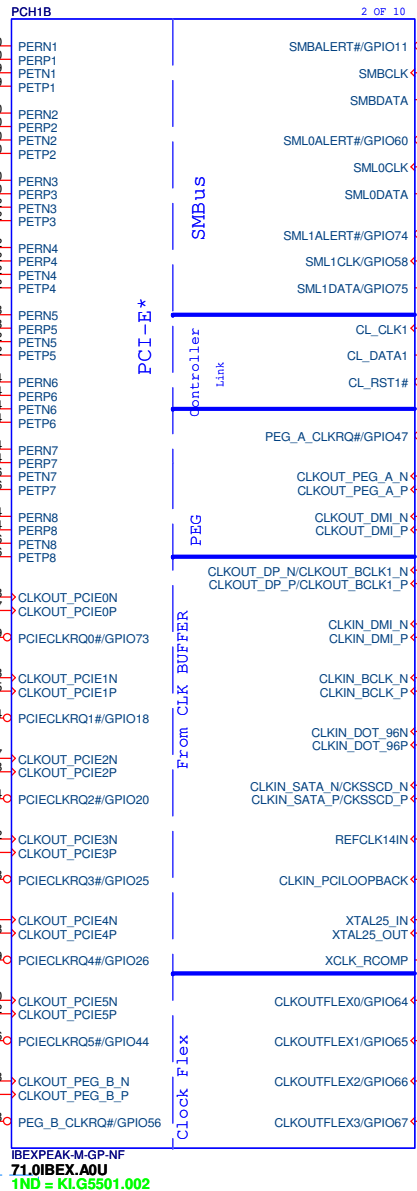 PCH1B
2 OF 10
PERN1
PERP1
PETN1
PETP1
PERN2
PERP2
PETN2
PETP2
PERN3
PERP3
PETN3
PETP3
PERN4
PERP4
PETN4
PETP4
PERN5
PERP5
PETN5
PETP5
PERN6
PERP6
PETN6
PETP6
PERN7
PERP7
PETN7
PETP7
PERN8
PERP8
PETN8
PETP8
CLKOUT_PCIE0N
CLKOUT_PCIE0P
PCIECLKRQ0#/GPIO73
CLKOUT_PCIE1N
CLKOUT_PCIE1P
PCIECLKRQ1#/GPIO18
CLKOUT_PCIE2N
CLKOUT_PCIE2P
PCIECLKRQ2#/GPIO20
CLKOUT_PCIE3N
CLKOUT_PCIE3P
PCIECLKRQ3#/GPIO25
CLKOUT_PCIE4N
CLKOUT_PCIE4P
PCIECLKRQ4#/GPIO26
CLKOUT_PCIE5N
CLKOUT_PCIE5P
PCIECLKRQ5#/GPIO44
CLKOUT_PEG_B_N
CLKOUT_PEG_B_P
PEG_B_CLKRQ#/GPIO56
PCI-E*
SMBus
Controller
Link
PEG
From CLK BUFFER
Clock Flex
SMBALERT#/GPIO11
SMBCLK
SMBDATA
SML0ALERT#/GPIO60
SML0CLK
SML0DATA
SML1ALERT#/GPIO74
SML1CLK/GPIO58
SML1DATA/GPIO75
CL_CLK1
CL_DATA1
CL_RST1#
PEG_A_CLKRQ#/GPIO47
CLKOUT_PEG_A_N
CLKOUT_PEG_A_P
CLKOUT_DMI_N
CLKOUT_DMI_P
CLKOUT_DP_N/CLKOUT_BCLK1_N
CLKOUT_DP_P/CLKOUT_BCLK1_P
CLKIN_DMI_N
CLKIN_DMI_P
CLKIN_BCLK_N
CLKIN_BCLK_P
CLKIN_DOT_96N
CLKIN_DOT_96P
CLKIN_SATA_N/CKSSCD_N
CLKIN_SATA_P/CKSSCD_P
REFCLK14IN
CLKIN_PCILOOPBACK
XTAL25_IN
XTAL25_OUT
XCLK_RCOMP
CLKOUTFLEX0/GPIO64
CLKOUTFLEX1/GPIO65
CLKOUTFLEX2/GPIO66
CLKOUTFLEX3/GPIO67
IBEXPEAK-M-GP-NF
71.0IBEX.A0U
1ND = KI.G5501.002